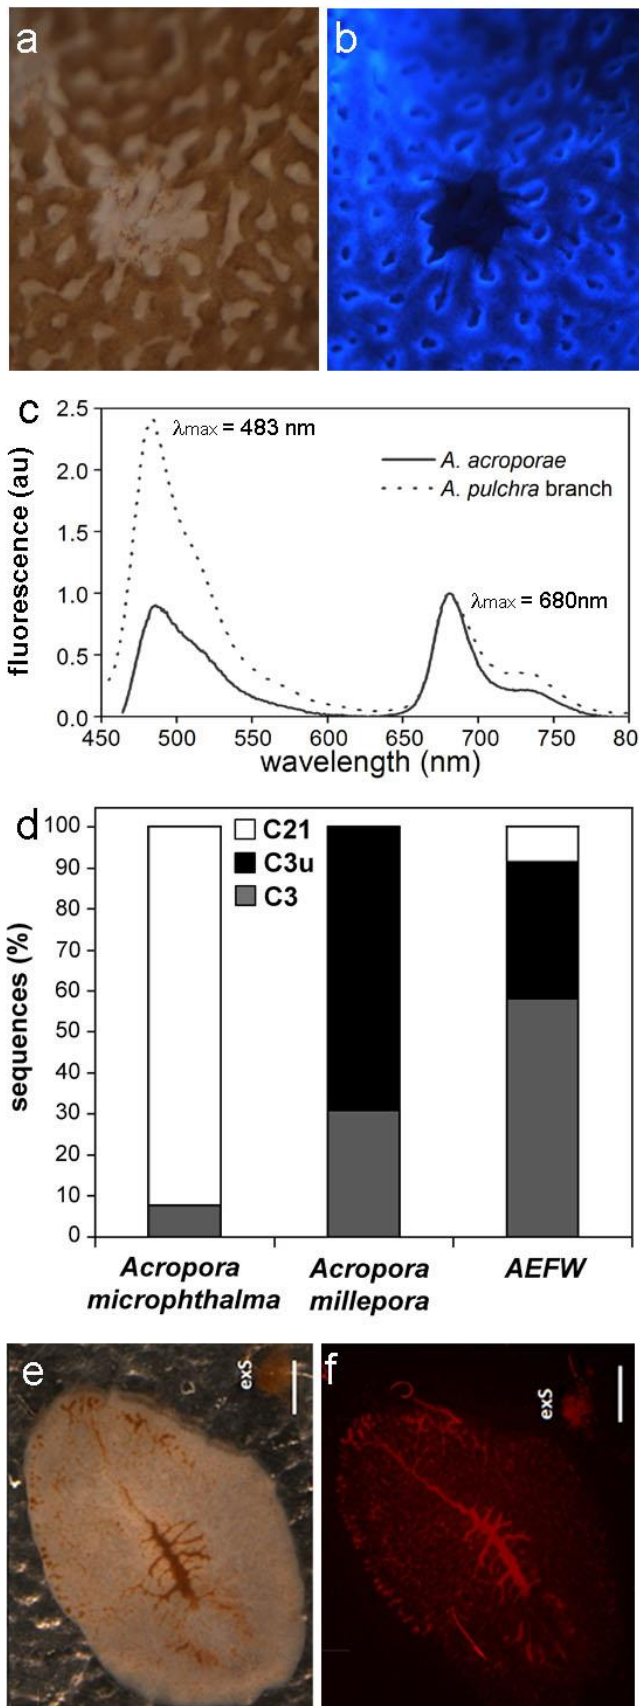 a
b
c
2.5
2.0
1.5
1.0
0.5
0.0
fluorescence (au)
λmax = 483 nm
A. acroporae
A. pulchra branch
λmax = 680nm
450 500 550 600 650 700 750 80
wavelength (nm)
d
100
90
80
70
60
50
40
30
20
10
0
sequences (%)
C21
C3u
C3
Acropora
microphthalma
Acropora
millepora
AEFW
e
exS
f
exS